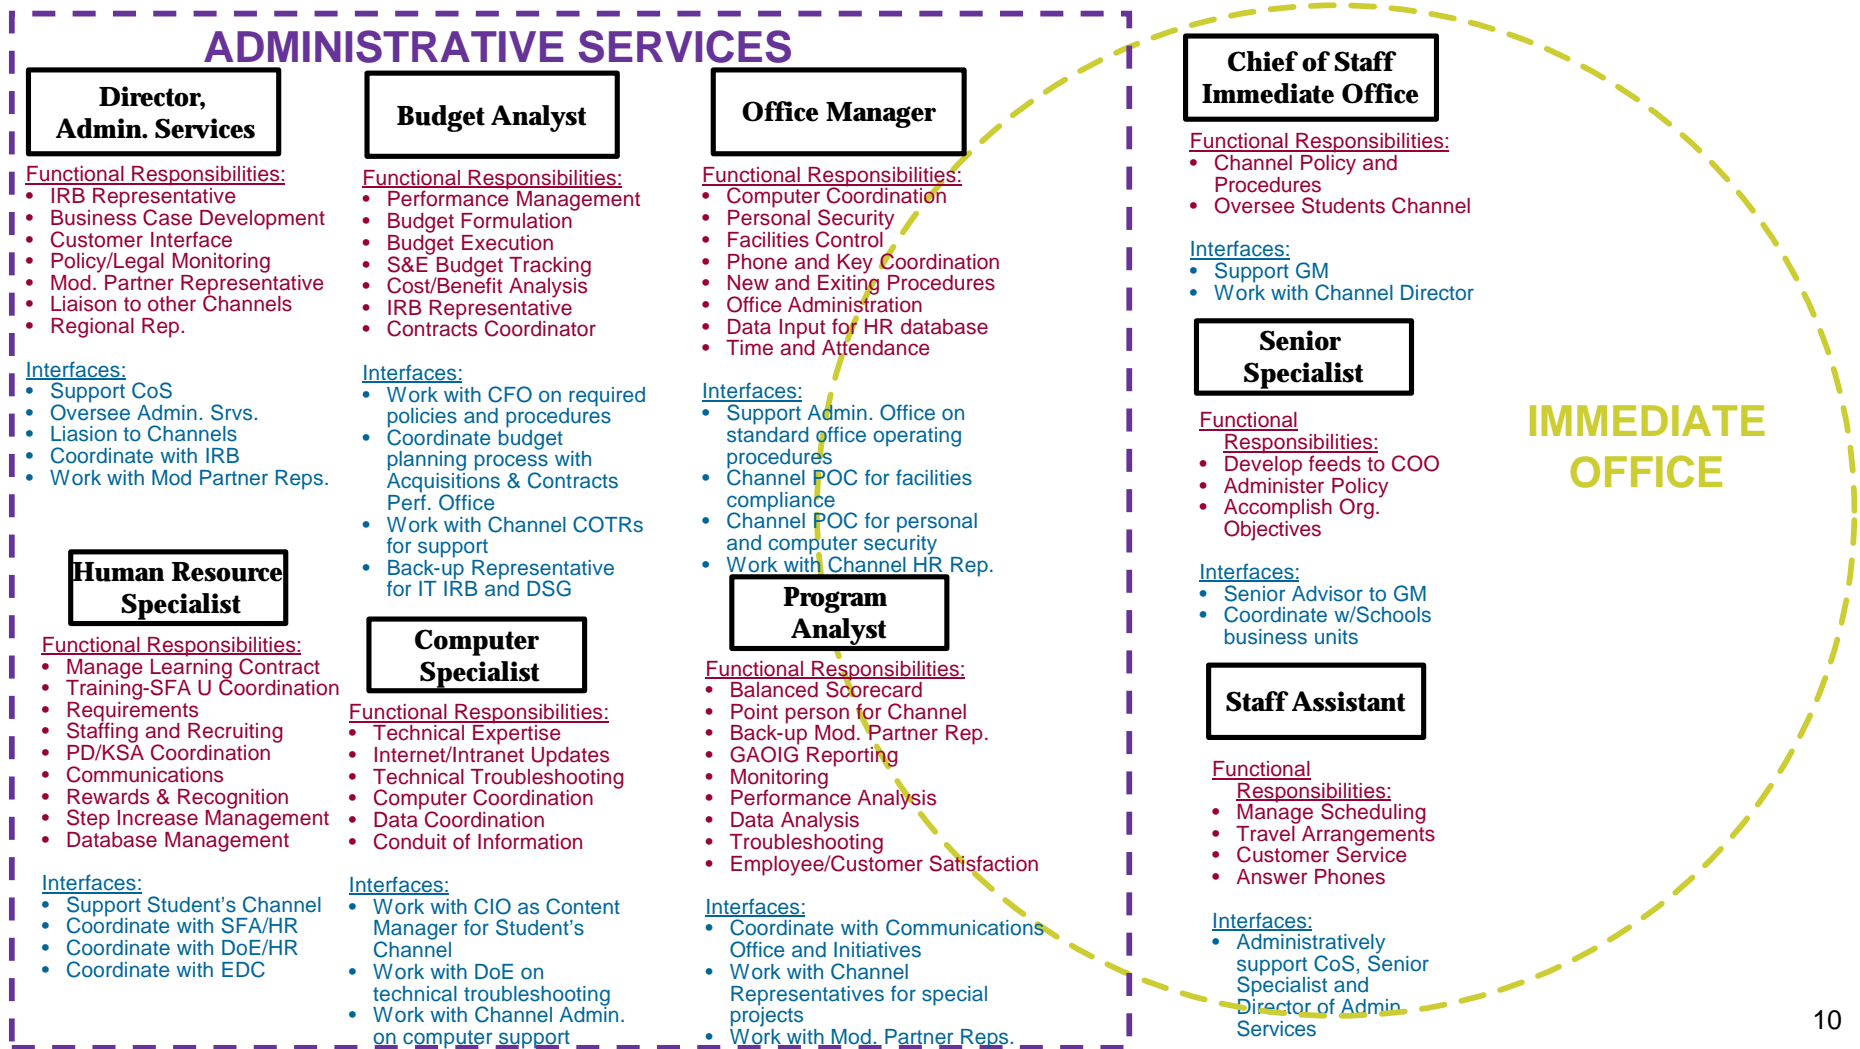 ADMINISTRATIVE SERVICES
Director,
Admin. Services
Functional Responsibilities:
• IRB Representative
• Business Case Development
• Customer Interface
• Policy/Legal Monitoring
• Mod. Partner Representative
• Liaison to other Channels
• Regional Rep.
Interfaces:
• Support CoS
• Oversee Admin. Srvs.
• Liasion to Channels
• Coordinate with IRB
• Work with Mod Partner Reps.
Human Resource
Specialist
Functional Responsibilities:
• Manage Learning Contract
• Training-SFA U Coordination
• Requirements
• Staffing and Recruiting
• PD/KSA Coordination
• Communications
• Rewards & Recognition
• Step Increase Management
• Database Management
Interfaces:
• Support Student’s Channel
• Coordinate with SFA/HR
• Coordinate with DoE/HR
• Coordinate with EDC
Budget Analyst
Functional Responsibilities:
• Performance Management
• Budget Formulation
• Budget Execution
• S&E Budget Tracking
• Cost/Benefit Analysis
• IRB Representative
• Contracts Coordinator
Interfaces:
• Work with CFO on required
policies and procedures
• Coordinate budget
planning process with
Acquisitions & Contracts
Perf. Office
• Work with Channel COTRs
for support
• Back-up Representative
for IT IRB and DSG
Computer
Specialist
Functional Responsibilities:
• Technical Expertise
• Internet/Intranet Updates
• Technical Troubleshooting
• Computer Coordination
• Data Coordination
• Conduit of Information
Interfaces:
• Work with CIO as Content
Manager for Student’s
Channel
• Work with DoE on
technical troubleshooting
• Work with Channel Admin.
on computer support
Office Manager
Functional Responsibilities:
• Computer Coordination
• Personal Security
• Facilities Control
• Phone and Key Coordination
• New and Exiting Procedures
• Office Administration
• Data Input for HR database
• Time and Attendance
Interfaces:
• Support Admin. Office on
standard office operating
procedures
• Channel POC for facilities
compliance
• Channel POC for personal
and computer security
• Work with Channel HR Rep.
Program
Analyst
Functional Responsibilities:
• Balanced Scorecard
• Point person for Channel
• Back-up Mod. Partner Rep.
• GAOIG Reporting
• Monitoring
• Performance Analysis
• Data Analysis
• Troubleshooting
• Employee/Customer Satisfaction
Interfaces:
• Coordinate with Communications
Office and Initiatives
• Work with Channel
Representatives for special
projects
• Work with Mod. Partner Reps.
Chief of Staff
Immediate Office
Functional Responsibilities:
• Channel Policy and
Procedures
• Oversee Students Channel
Interfaces:
• Support GM
• Work with Channel Director
Senior
Specialist
Functional
Responsibilities:
• Develop feeds to COO
• Administer Policy
• Accomplish Org.
Objectives
Interfaces:
• Senior Advisor to GM
• Coordinate w/Schools
business units
Staff Assistant
Functional
Responsibilities:
• Manage Scheduling
• Travel Arrangements
• Customer Service
• Answer Phones
Interfaces:
• Administratively
support CoS, Senior
Specialist and
Director of Admin
Services
IMMEDIATE
OFFICE
10